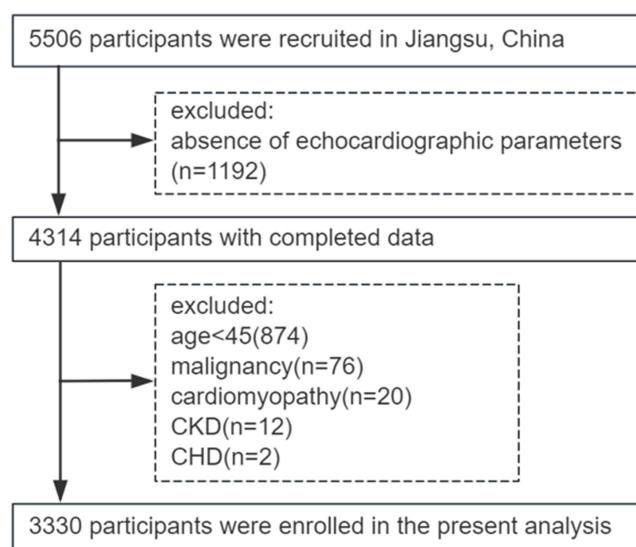 5506 participants were recruited in Jiangsu, China
excluded:
absence of echocardiographic parameters
(n=1192)
4314 participants with completed data
excluded:
age<45(874)
malignancy(n=76)
cardiomyopathy(n=20)
CKD(n=12)
CHD(n=2)
3330 participants were enrolled in the present analysis